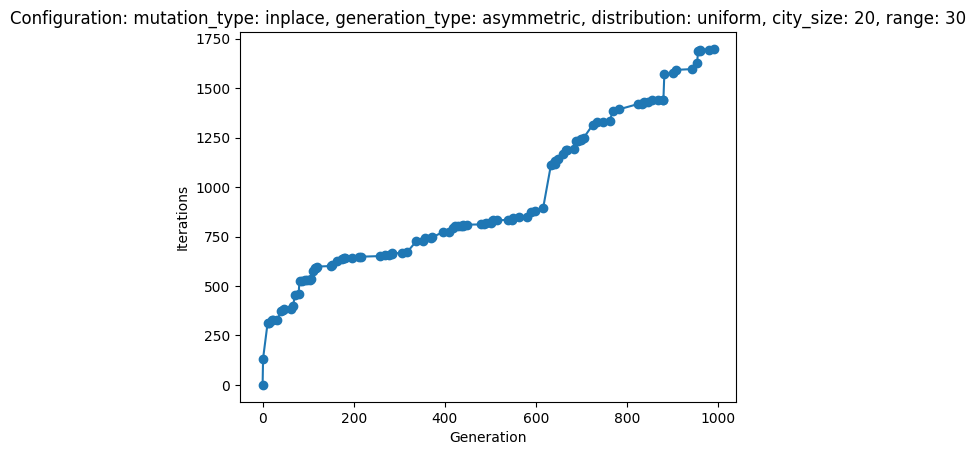 Configuration: mutation_type: inplace, generation_type: asymmetric, distribution: uniform, city_size: 20, range: 30
1750
1500
1250
1000
750
500
250
0
Iterations
0 200 400 600 800 1000
Generation